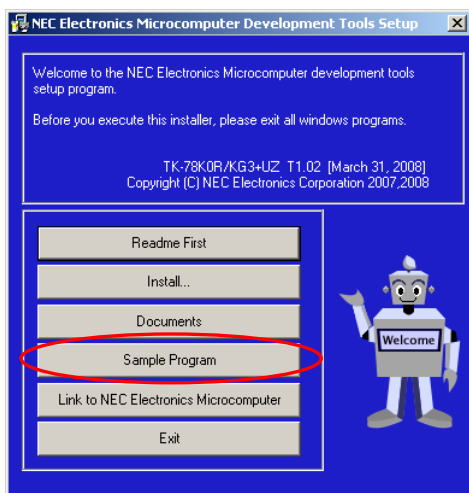 NEC Electronics Microcomputer Development Tools Setup
Welcome to the NEC Electronics Microcomputer development tools
setup program.
Before you execute this installer, please exit all windows programs.
TK-78K0R/KG3+UZ T1.02 [March 31, 2008]
Copyright (C) NEC Electronics Corporation 2007,2008
Readme First
Install...
Documents
Sample Program
Link to NEC Electronics Microcomputer
Exit
Welcome